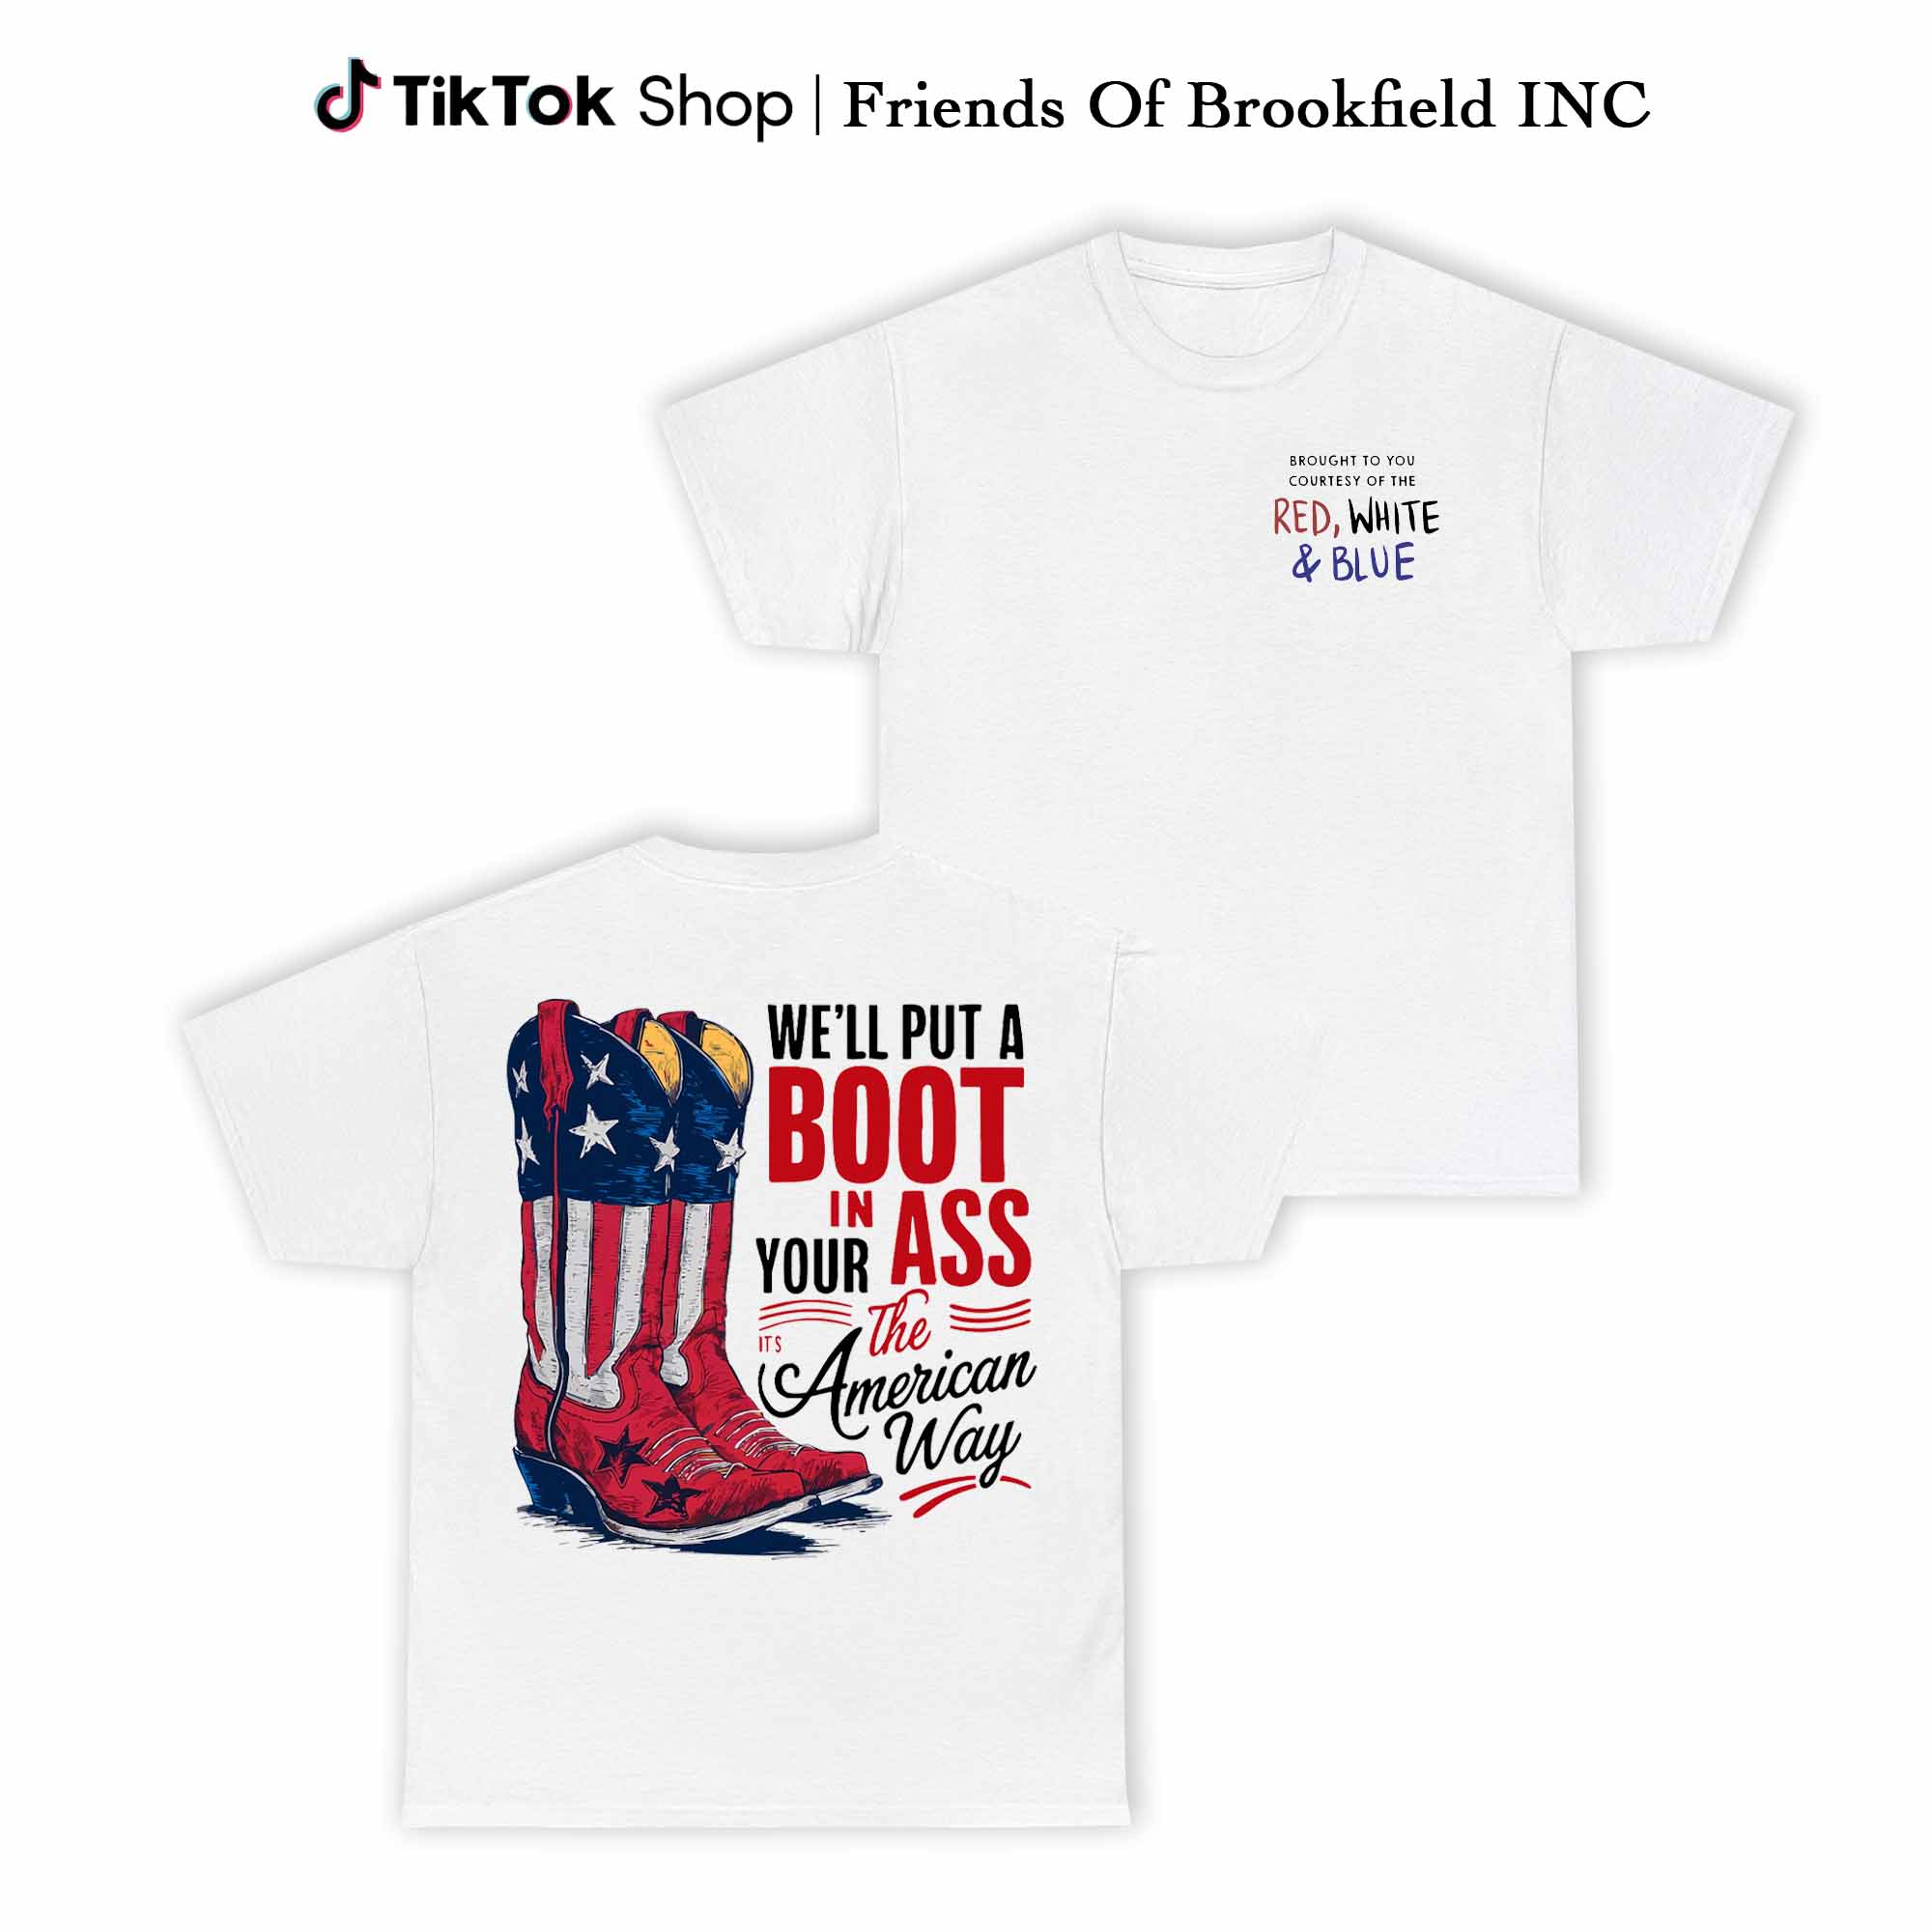 TikTok Shop | Friends Of Brookfield INC
BROUGHT TO YOU
COURTESY OF THE
RED, WHITE
& BLUE
WE'LL PUT A
BOOT
IN
YOUR ASS
ITS The
American
Way